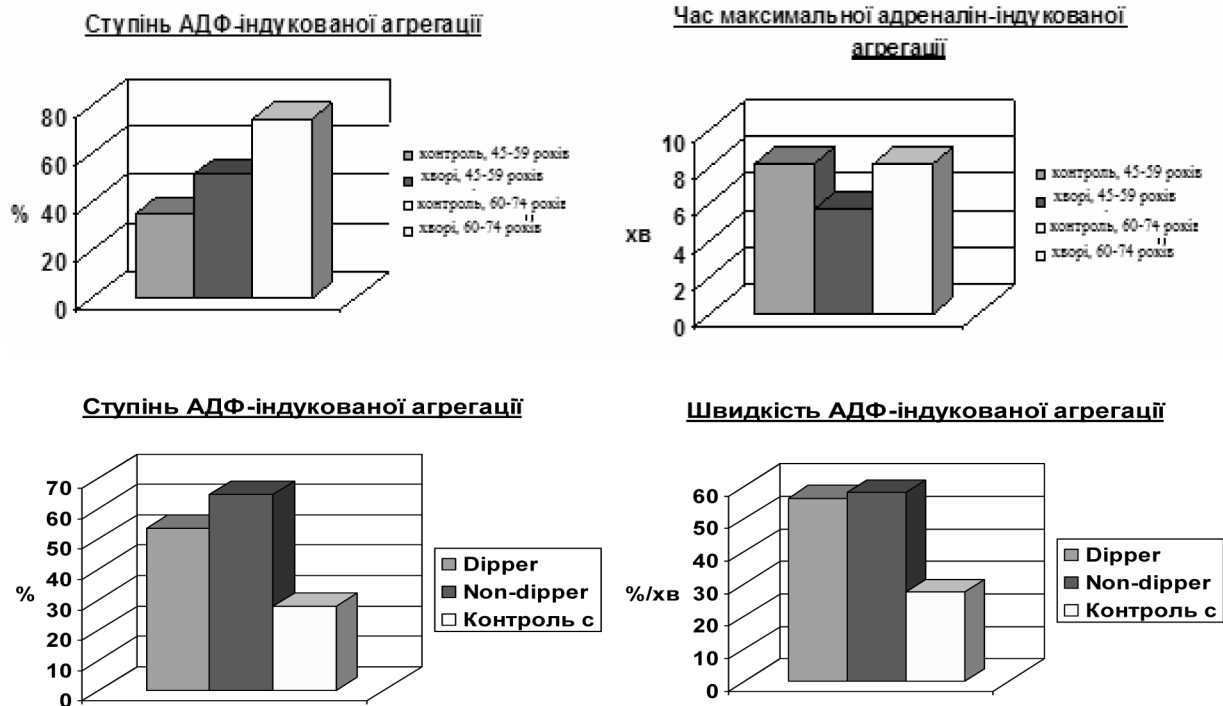 Ступінь АДФ-індукованої агрегації
80
60
40
20
0
%
контроль, 45-59 років
хворі, 45-59 років
контроль, 60-74 років
хворі, 60-74 років
Час максимальної адреналін-індукованої
агрегації
10
8
6
4
2
0
хв
контроль, 45-59 років
хворі, 45-59 років
контроль, 60-74 років
хворі, 60-74 років
Ступінь АДФ-індукованої агрегації
70
60
50
40
30
20
10
0
%
Dipper
Non-dipper
Контроль с
Швидкість АДФ-індукованої агрегації
60
50
40
30
20
10
0
%/хв
Dipper
Non-dipper
Контроль с